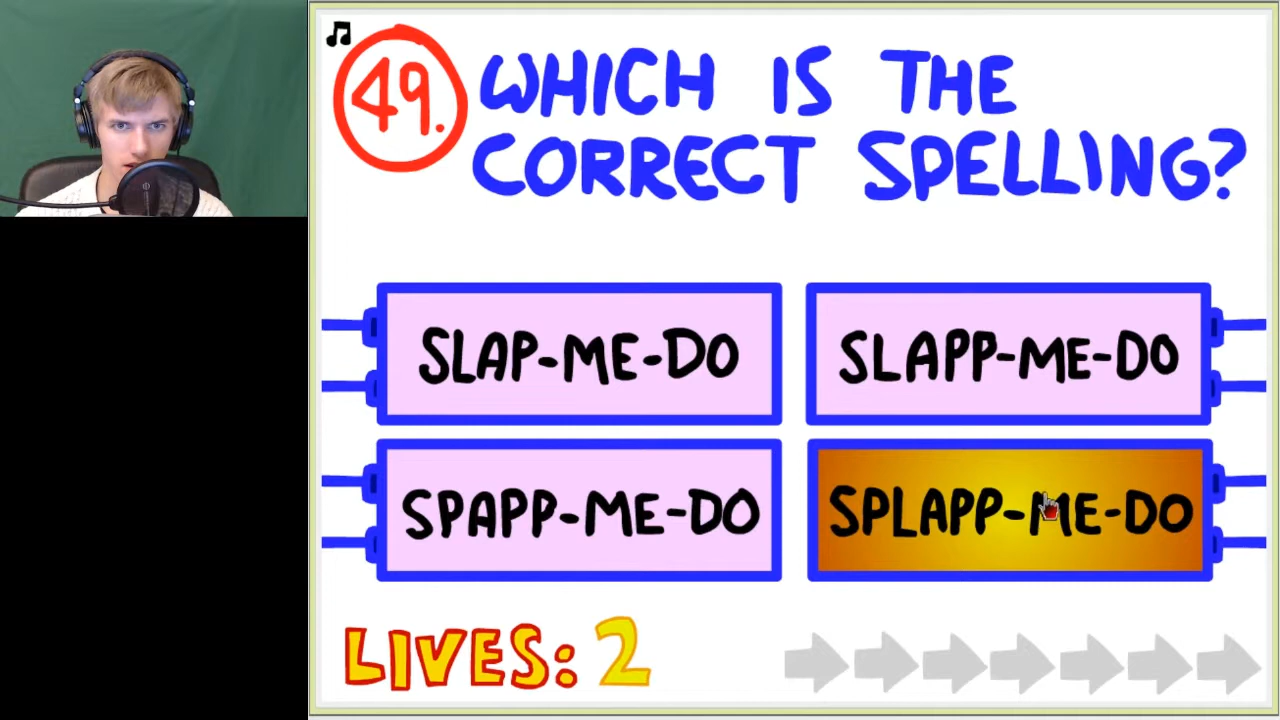 49. WHICH IS THE
CORRECT SPELLING?
SLAP-ME-DO
SLAPP-ME-DO
SPAPP-ME-DO
SPLAPP-ME-DO
LIVES: 2